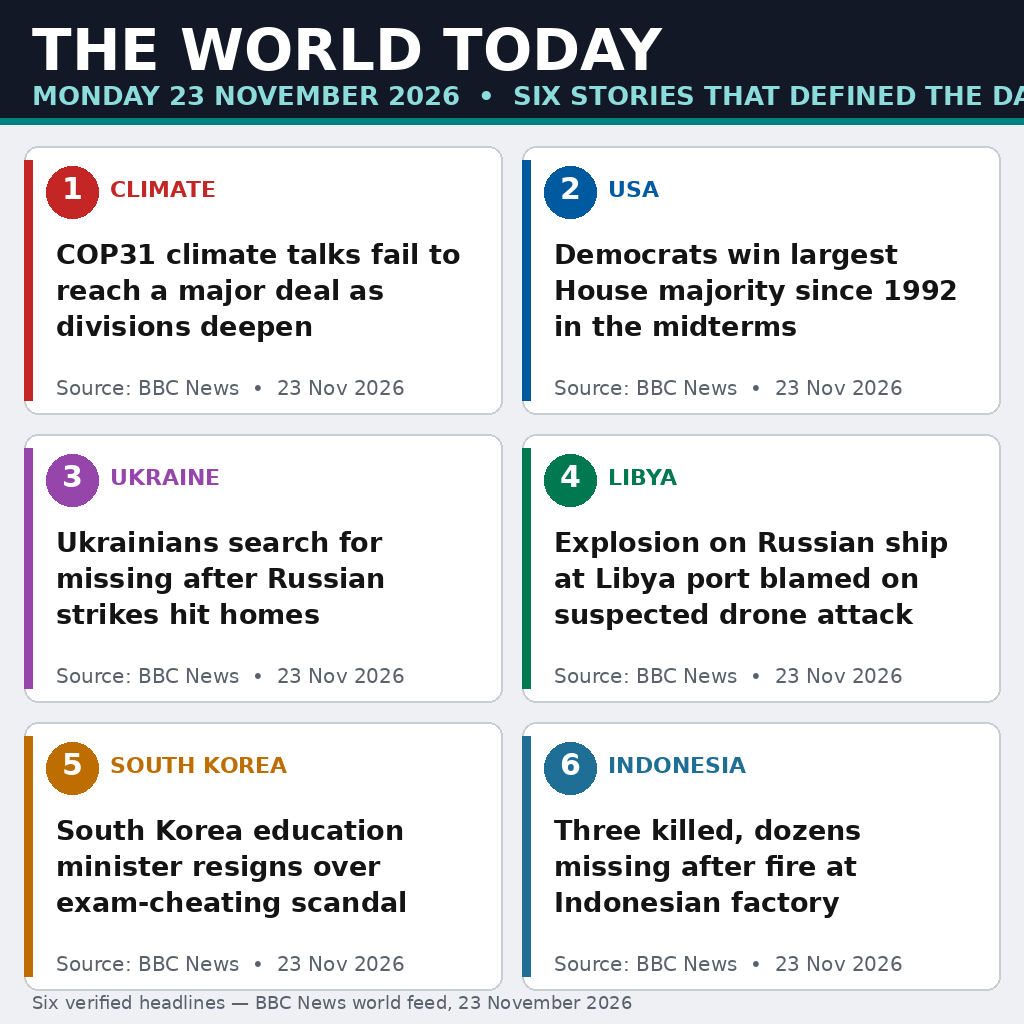 THE WORLD TODAY
MONDAY 23 NOVEMBER 2026 • SIX STORIES THAT DEFINED THE DA
1 CLIMATE
COP31 climate talks fail to
reach a major deal as
divisions deepen
Source: BBC News • 23 Nov 2026
2 USA
Democrats win largest
House majority since 1992
in the midterms
Source: BBC News • 23 Nov 2026
3 UKRAINE
Ukrainians search for
missing after Russian
strikes hit homes
Source: BBC News • 23 Nov 2026
4 LIBYA
Explosion on Russian ship
at Libya port blamed on
suspected drone attack
Source: BBC News • 23 Nov 2026
5 SOUTH KOREA
South Korea education
minister resigns over
exam-cheating scandal
Source: BBC News • 23 Nov 2026
6 INDONESIA
Three killed, dozens
missing after fire at
Indonesian factory
Source: BBC News • 23 Nov 2026
Six verified headlines — BBC News world feed, 23 November 2026